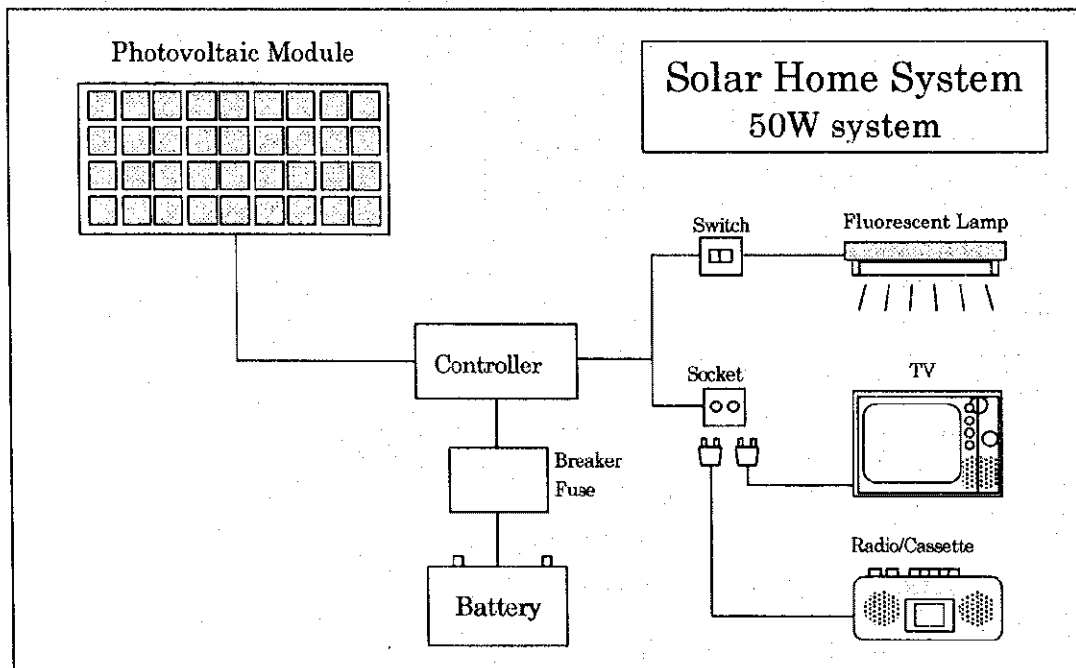 Photovoltaic Module
Solar Home System
50W system
Switch
Fluorescent Lamp
Controller
Socket
TV
Breaker
Fuse
Radio/Cassette
Battery